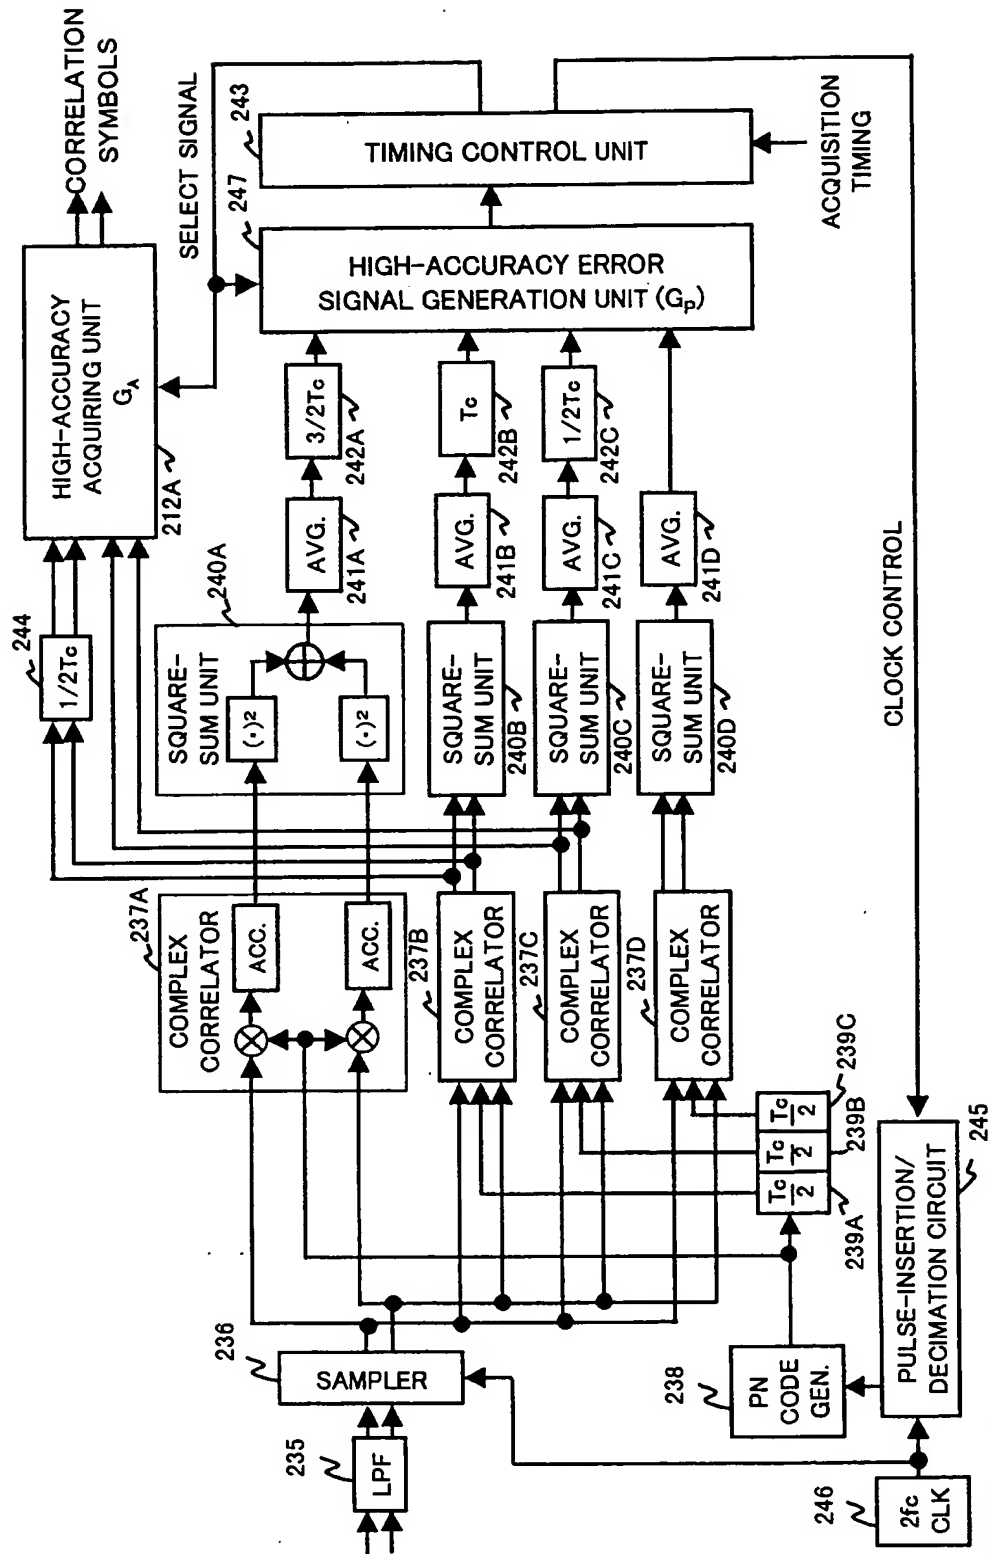 235
LPF
236
SAMPLER
246
2fc
CLK
238
PN
CODE
GEN.
PULSE-INSERTION/
DECIMATION CIRCUIT
245
237A
COMPLEX
CORRELATOR
ACC.
ACC.
237B
COMPLEX
CORRELATOR
237C
COMPLEX
CORRELATOR
237D
COMPLEX
CORRELATOR
Tc
2
Tc
2
Tc
2
239A
239B
239C
244
1/2Tc
240A
SQUARE-
SUM UNIT
(•)²
(•)²
SQUARE-
SUM UNIT
240B
SQUARE-
SUM UNIT
240C
SQUARE-
SUM UNIT
240D
AVG.
241A
AVG.
241B
AVG.
241C
AVG.
241D
3/2Tc
242A
Tc
242B
1/2Tc
242C
HIGH-ACCURACY
ACQUIRING UNIT
GA
212A
CORRELATION
SYMBOLS
SELECT SIGNAL
247
HIGH-ACCURACY ERROR
SIGNAL GENERATION UNIT (GP)
243
TIMING CONTROL UNIT
ACQUISITION
TIMING
CLOCK CONTROL